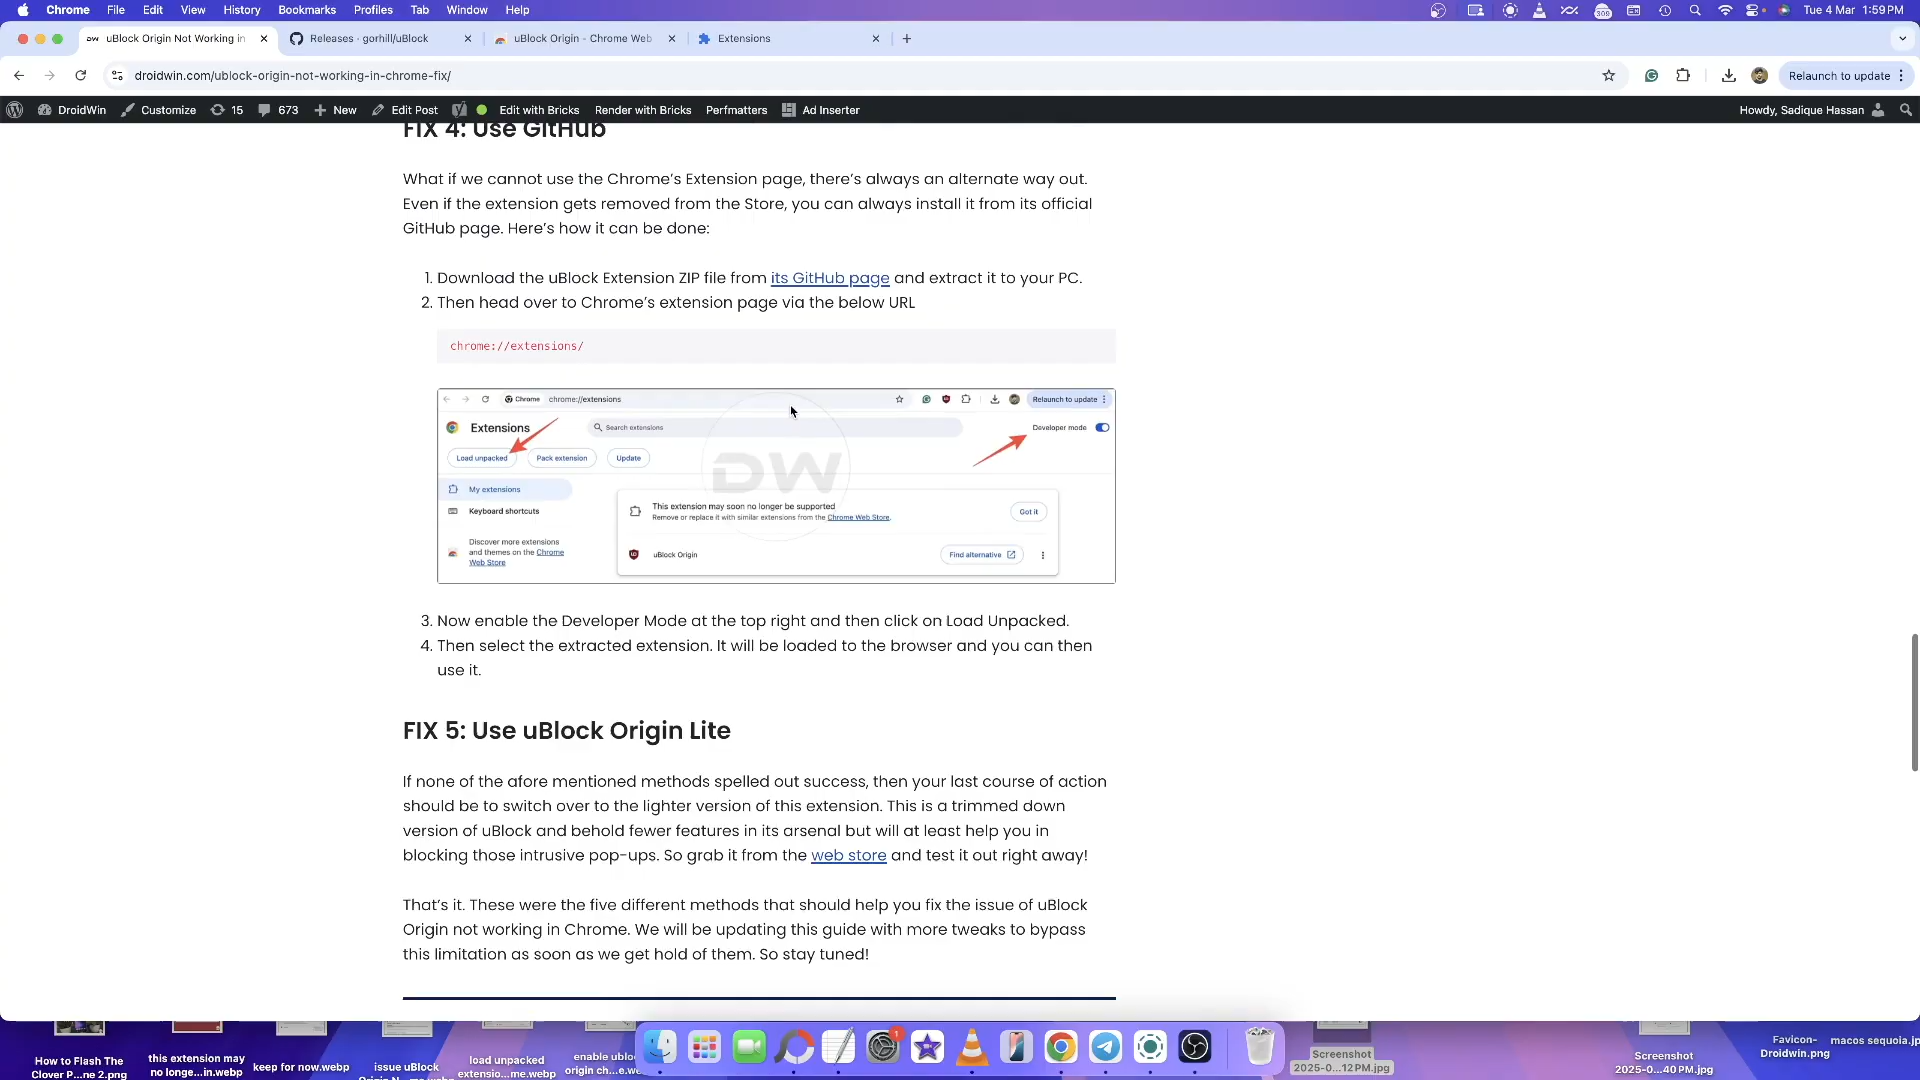 Chrome File Edit View History Bookmarks Profiles Tab Window Help
309
Tue 4 Mar 1:59 PM
uBlock Origin Not Working in
Releases · gorhill/uBlock
uBlock Origin - Chrome Web
Extensions
droidwin.com/ublock-origin-not-working-in-chrome-fix/
Relaunch to update
DroidWin Customize 15 673 New Edit Post Edit with Bricks Render with Bricks Perfmatters Ad Inserter
Howdy, Sadique Hassan
FIX 4: Use GitHub
What if we cannot use the Chrome’s Extension page, there’s always an alternate way out.
Even if the extension gets removed from the Store, you can always install it from its official
GitHub page. Here’s how it can be done:
1. Download the uBlock Extension ZIP file from its GitHub page and extract it to your PC.
2. Then head over to Chrome’s extension page via the below URL
chrome://extensions/
Chrome chrome://extensions
Relaunch to update
Extensions
Search extensions
Developer mode
Load unpacked
Pack extension
Update
DW
My extensions
Keyboard shortcuts
Discover more extensions
and themes on the Chrome
Web Store
This extension may soon no longer be supported
Remove or replace it with similar extensions from the Chrome Web Store.
Got it
uBlock Origin
Find alternative
3. Now enable the Developer Mode at the top right and then click on Load Unpacked.
4. Then select the extracted extension. It will be loaded to the browser and you can then
use it.
FIX 5: Use uBlock Origin Lite
If none of the afore mentioned methods spelled out success, then your last course of action
should be to switch over to the lighter version of this extension. This is a trimmed down
version of uBlock and behold fewer features in its arsenal but will at least help you in
blocking those intrusive pop-ups. So grab it from the web store and test it out right away!
That’s it. These were the five different methods that should help you fix the issue of uBlock
Origin not working in Chrome. We will be updating this guide with more tweaks to bypass
this limitation as soon as we get hold of them. So stay tuned!
How to Flash The
Clover P...ne 2.png
this extension may
no longe...in.webp
keep for now.webp
issue uBlock
load unpacked
extensio...me.webp
enable
origin
1
Screenshot
2025-0...12PM.jpg
Screenshot
2025-0...40 PM.jpg
Favicon-
Droidwin.png
macos sequoia.jp